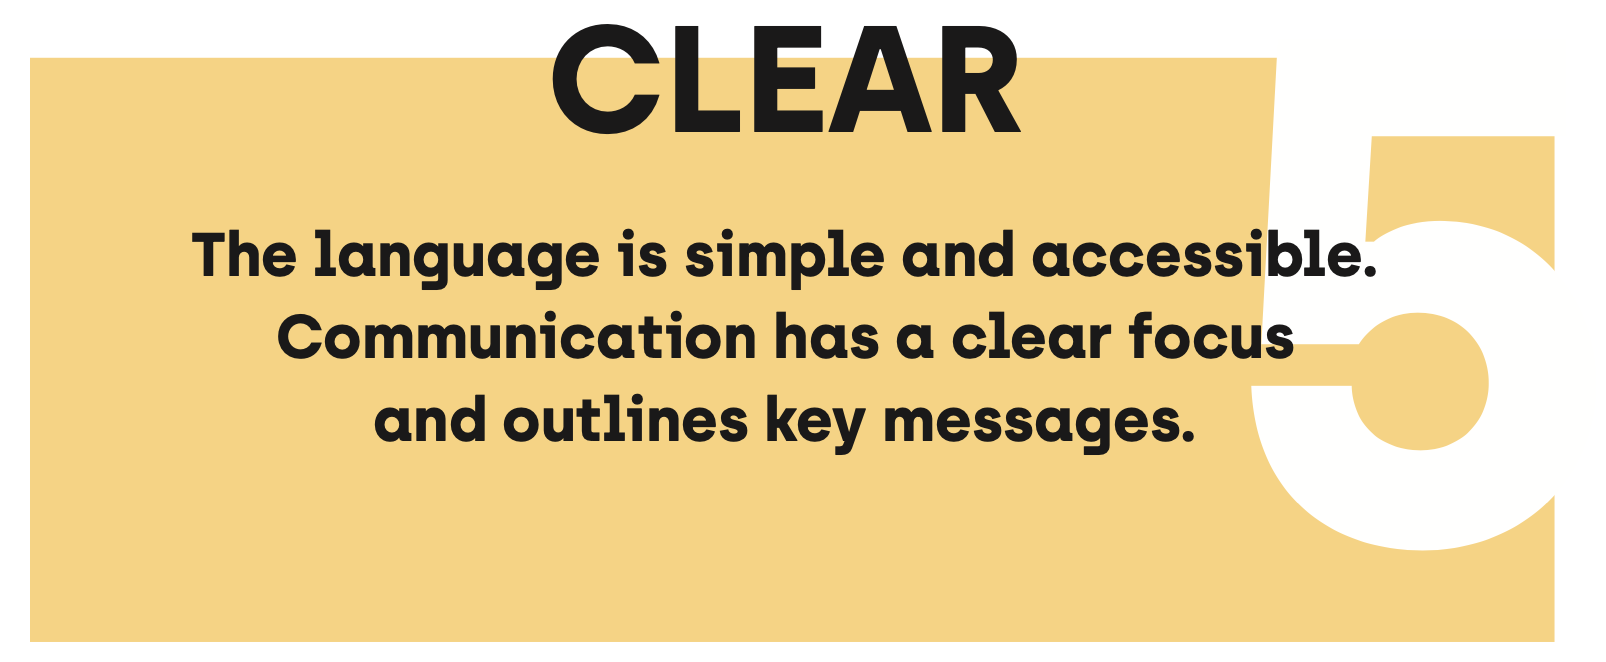 CLEAR
5
The language is simple and accessible.
Communication has a clear focus
and outlines key messages.